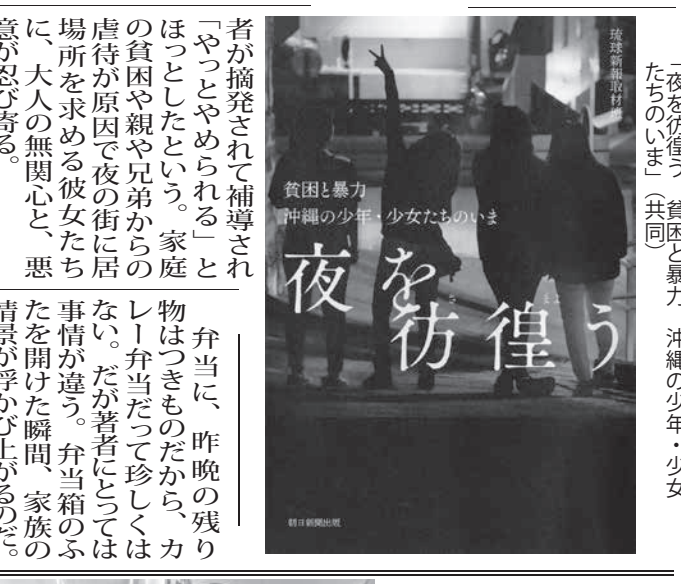 「夜を彷徨う　貧困と暴力　沖縄の少年・少女
たちのいま」（共同）
琉球新報取材班
貧困と暴力
沖縄の少年・少女たちのいま
夜を彷徨う
さ　まよ
朝日新聞出版
者が摘発されて補導され
「やっとやめられる」と
ほっとしたという。家庭
の貧困や親や兄弟からの
虐待が原因で夜の街に居
場所を求める彼女たち
に、大人の無関心と、悪
意が忍び寄る。
弁当に、昨晩の残り
物はつきものだから、カ
レー弁当だって珍しくは
ない。だが著者にとっては
事情が違う。弁当箱のふ
たを開けた瞬間、家族の
情景が浮かび上がるのだ。